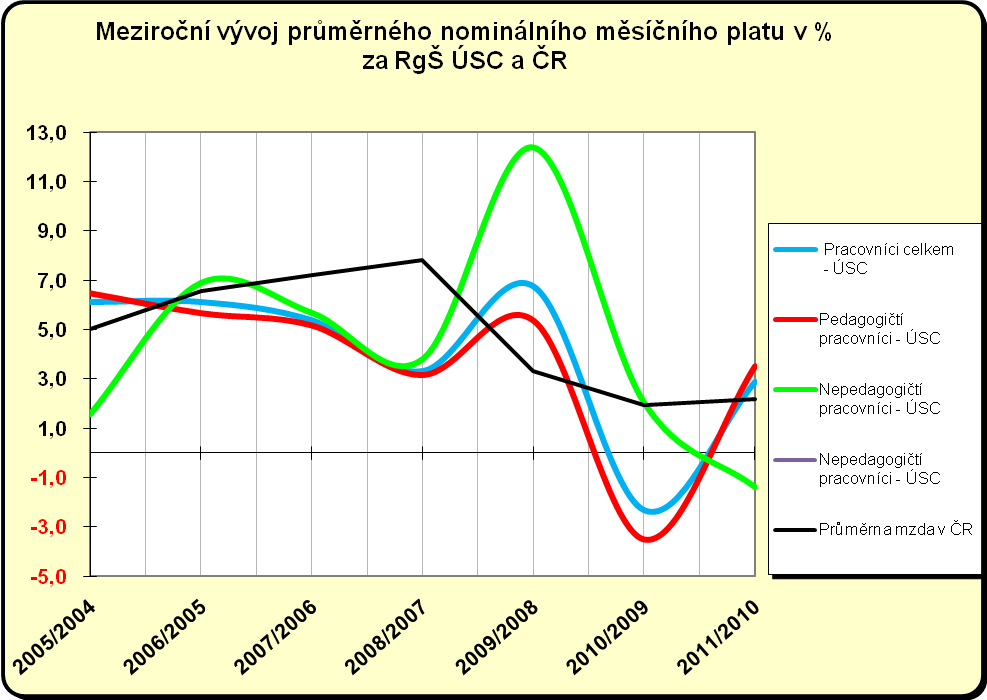 Meziroční vývoj průměrného nominálního měsíčního platu v %
za RgŠ ÚSC a ČR
13,0
11,0
9,0
7,0
5,0
3,0
1,0
-1,0
-3,0
-5,0
2005/2004
2006/2005
2007/2006
2008/2007
2009/2008
2010/2009
2011/2010
Pracovníci celkem
- ÚSC
Pedagogičtí
pracovníci - ÚSC
Nepedagogičtí
pracovníci - ÚSC
Nepedagogičtí
pracovníci - ÚSC
Průměrna mzda v ČR